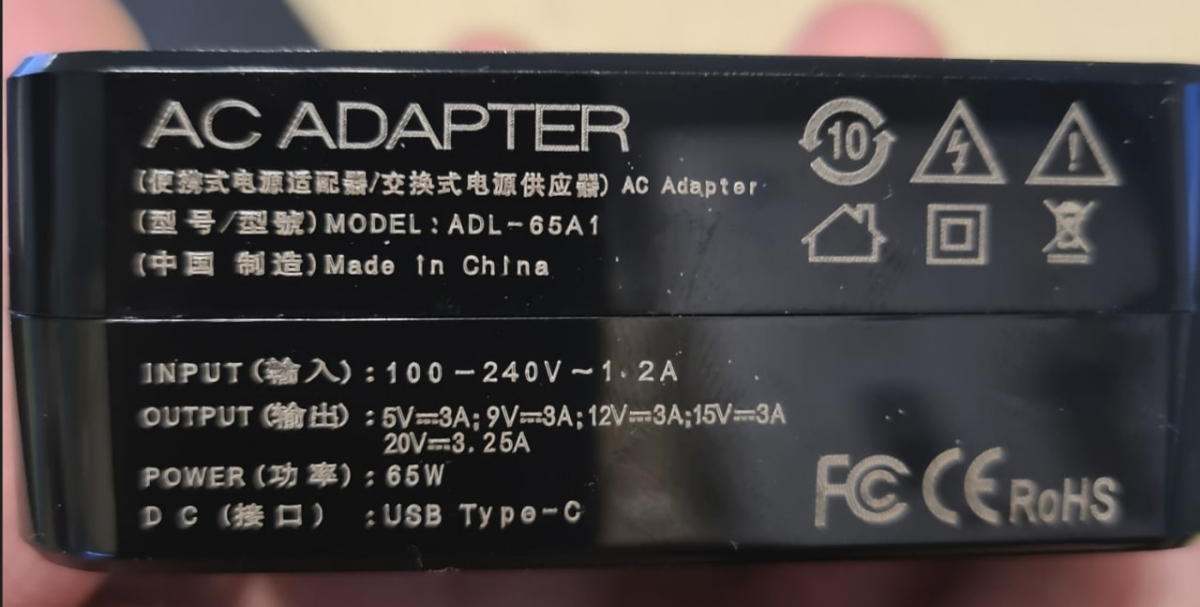 AC ADAPTER
(便携式电源适配器/交换式电源供应器) AC Adapter
(型号/型號) MODEL: ADL-65A1
(中国 制造) Made in China
10
INPUT(输入): 100-240V~1.2A
OUTPUT(输出): 5V⎓3A; 9V⎓3A; 12V⎓3A; 15V⎓3A
20V⎓3.25A
POWER(功率): 65W
DC(接口) : USB Type-C
FC CE RoHS